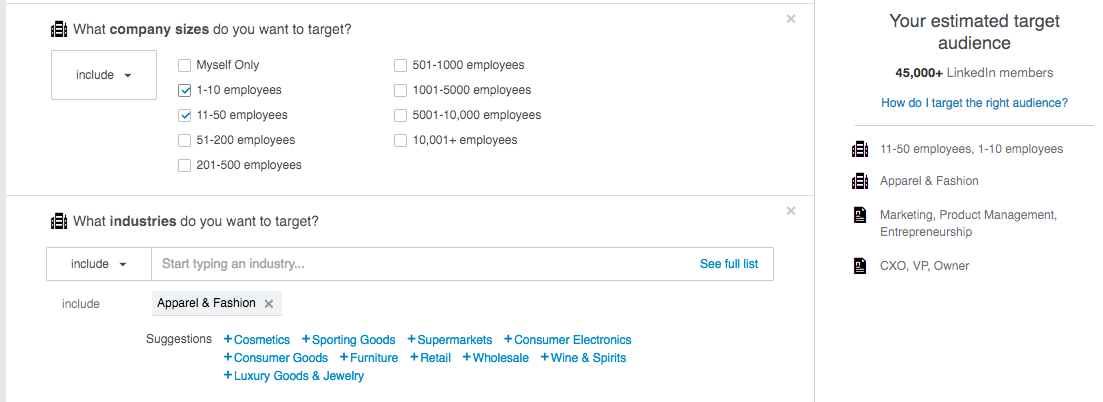 What company sizes do you want to target?
include
Myself Only
1-10 employees
11-50 employees
51-200 employees
201-500 employees
501-1000 employees
1001-5000 employees
5001-10,000 employees
10,001+ employees
What industries do you want to target?
include
Start typing an industry...
See full list
include
Apparel & Fashion ×
Suggestions +Cosmetics +Sporting Goods +Supermarkets +Consumer Electronics
+Consumer Goods +Furniture +Retail +Wholesale +Wine & Spirits
+Luxury Goods & Jewelry
Your estimated target
audience
45,000+ LinkedIn members
How do I target the right audience?
11-50 employees, 1-10 employees
Apparel & Fashion
Marketing, Product Management,
Entrepreneurship
CXO, VP, Owner